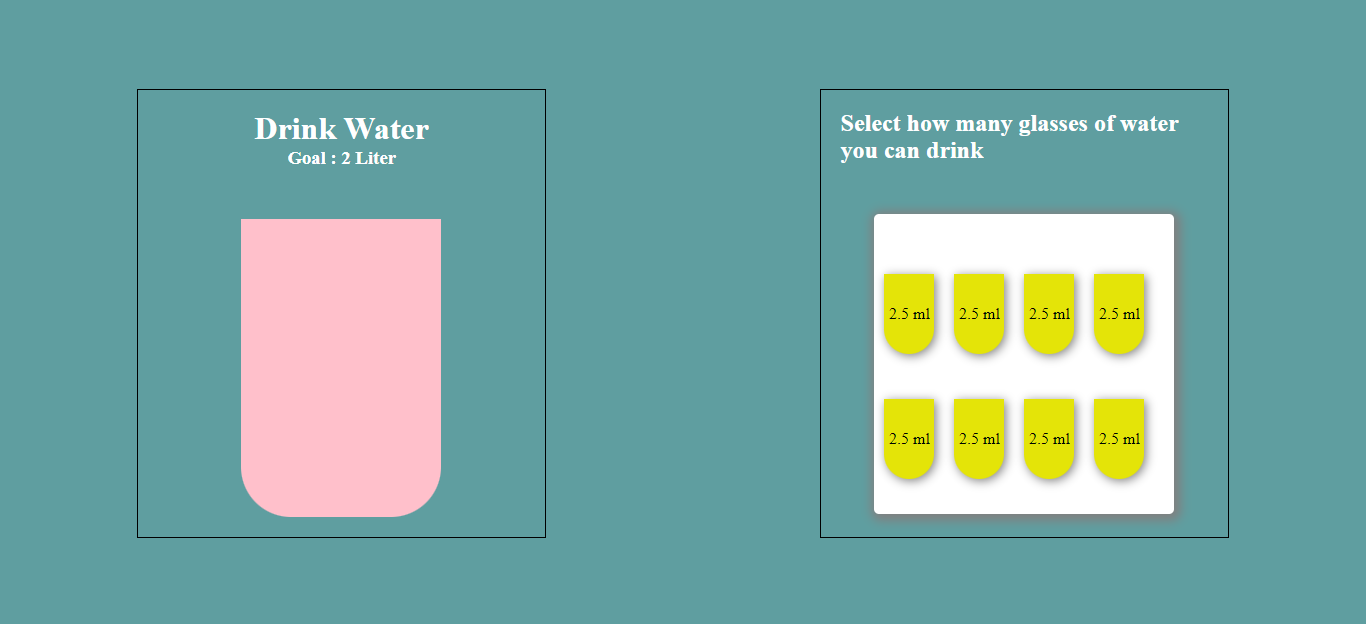 Drink Water
Goal : 2 Liter
Select how many glasses of water
you can drink
2.5 ml 2.5 ml 2.5 ml 2.5 ml
2.5 ml 2.5 ml 2.5 ml 2.5 ml